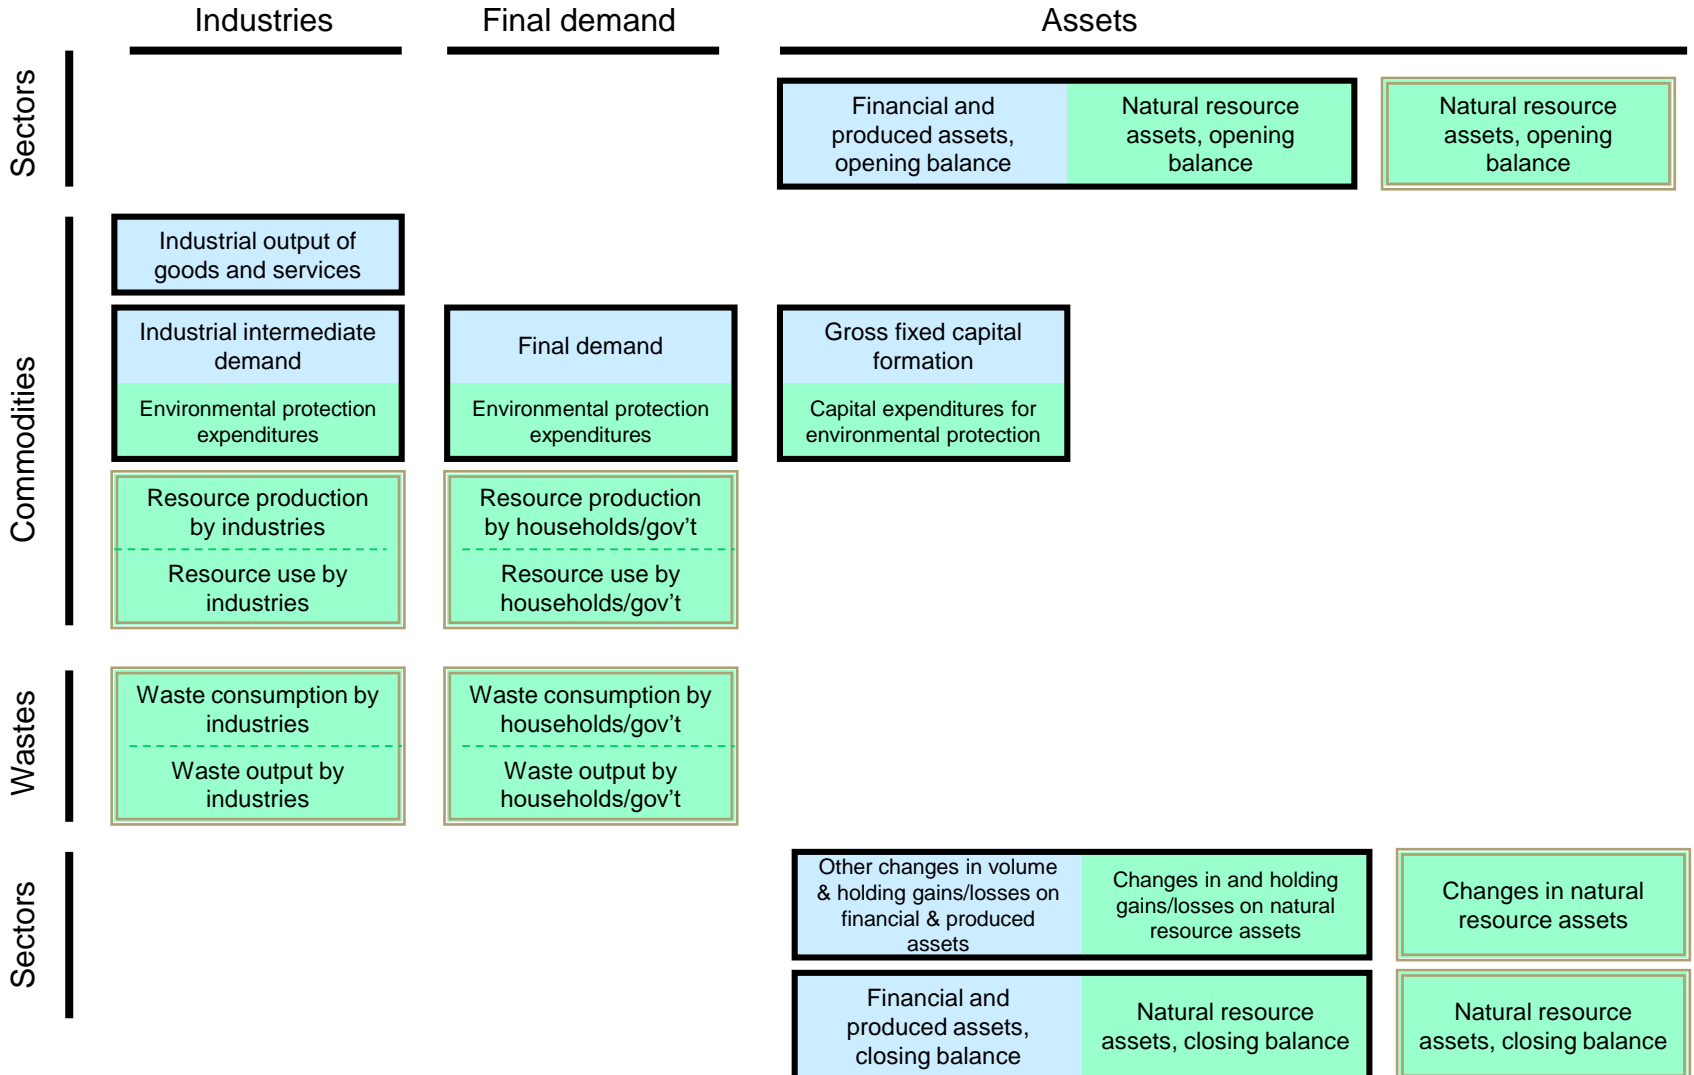 Industries
Final demand
Assets
Sectors
Financial and
produced assets,
opening balance
Natural resource
assets, opening
balance
Natural resource
assets, opening
balance
Commodities
Industrial output of
goods and services
Industrial intermediate
demand
Environmental protection
expenditures
Final demand
Environmental protection
expenditures
Gross fixed capital
formation
Capital expenditures for
environmental protection
Resource production
by industries
Resource use by
industries
Resource production
by households/gov’t
Resource use by
households/gov’t
Wastes
Waste consumption by
industries
Waste output by
industries
Waste consumption by
households/gov’t
Waste output by
households/gov’t
Sectors
Other changes in volume
& holding gains/losses on
financial & produced
assets
Changes in and holding
gains/losses on natural
resource assets
Changes in natural
resource assets
Financial and
produced assets,
closing balance
Natural resource
assets, closing balance
Natural resource
assets, closing balance